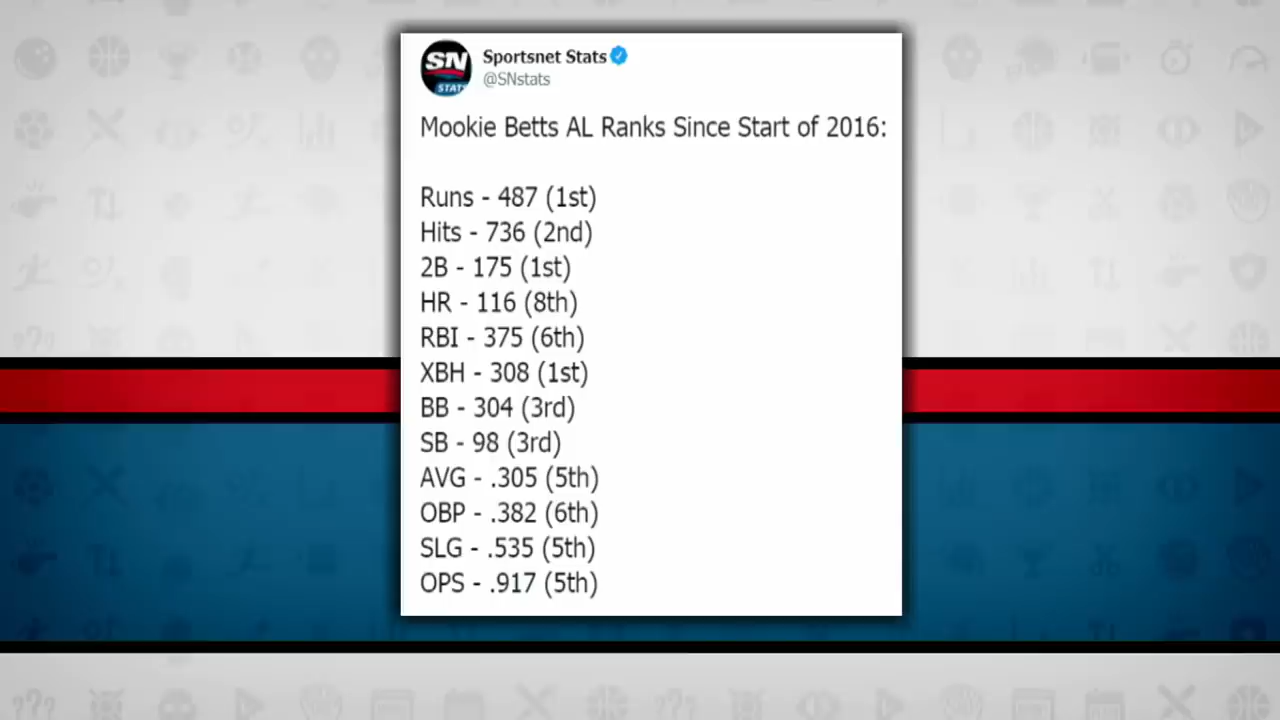 SN
STATS
Sportsnet Stats
@SNstats
Mookie Betts AL Ranks Since Start of 2016:
Runs - 487 (1st)
Hits - 736 (2nd)
2B - 175 (1st)
HR - 116 (8th)
RBI - 375 (6th)
XBH - 308 (1st)
BB - 304 (3rd)
SB - 98 (3rd)
AVG - .305 (5th)
OBP - .382 (6th)
SLG - .535 (5th)
OPS - .917 (5th)
???
???
???